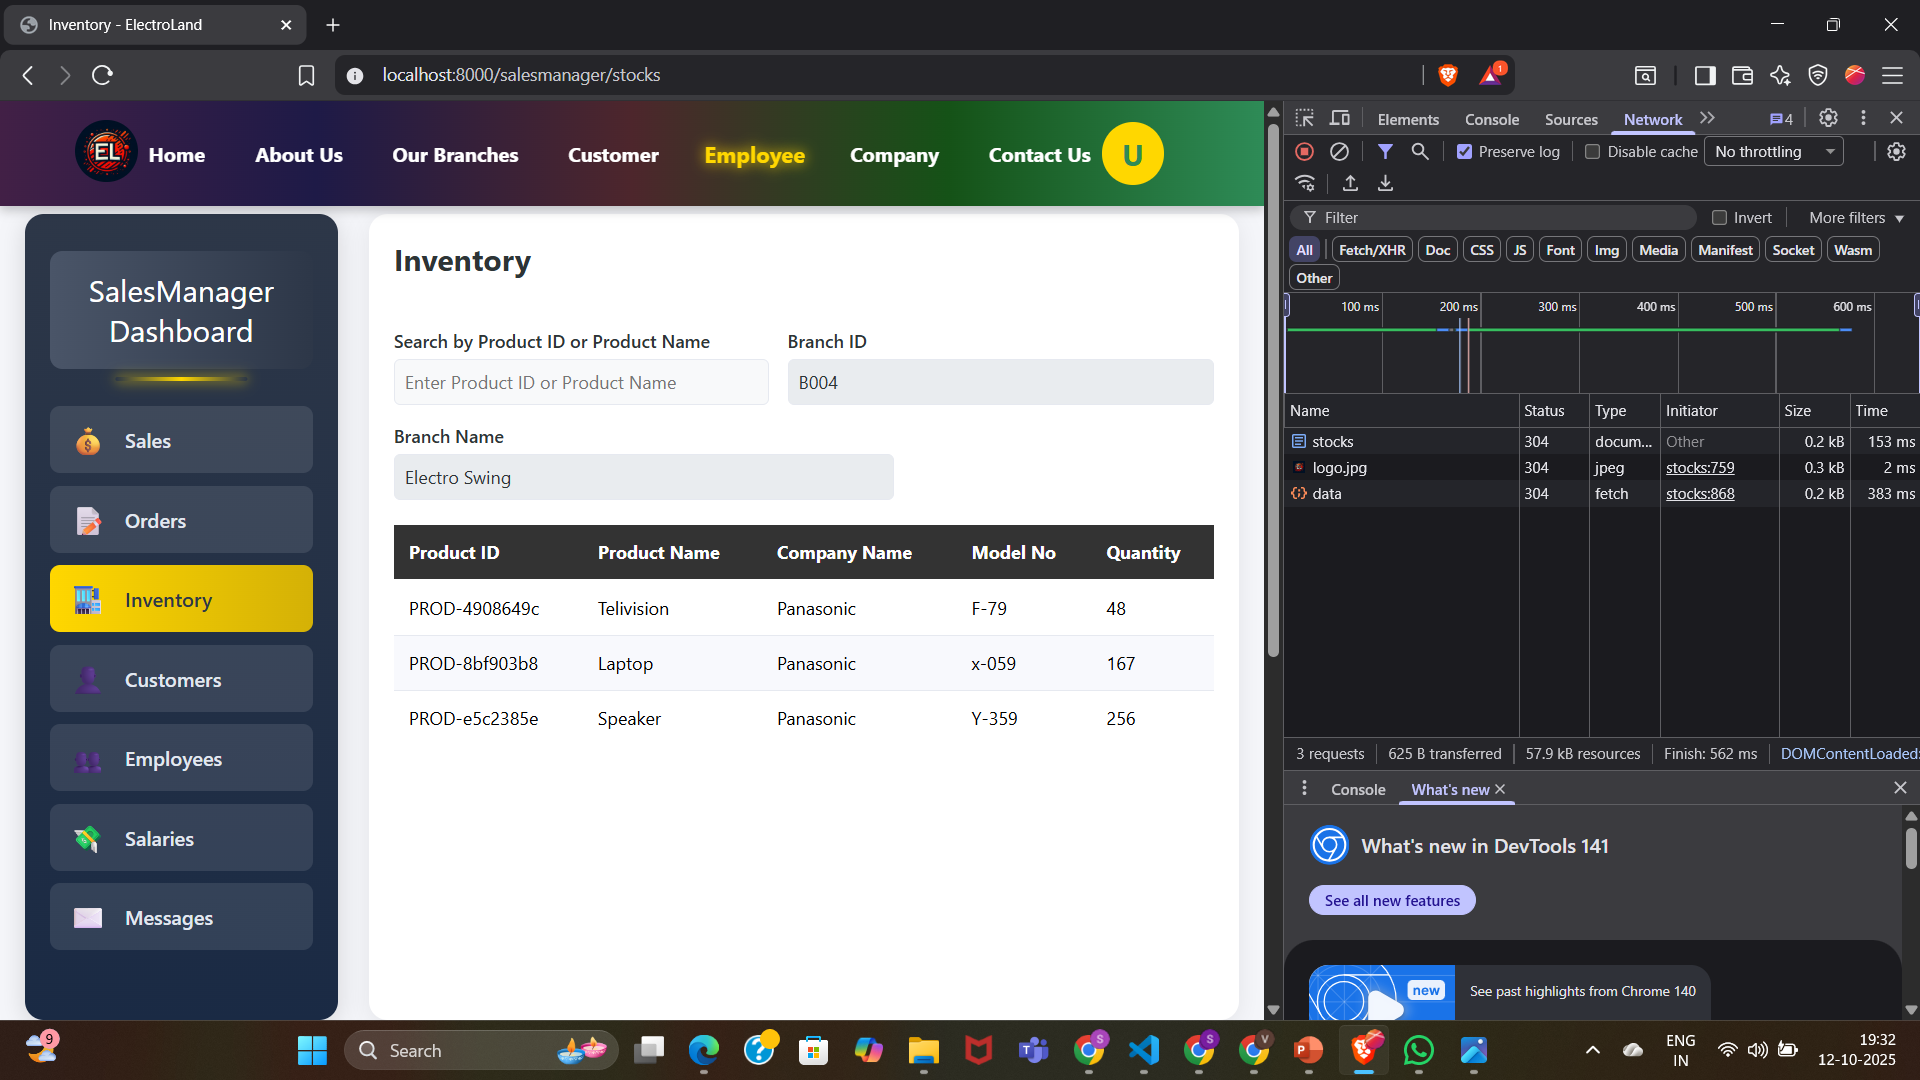 Inventory - ElectroLand
localhost:8000/salesmanager/stocks
1
EL
Home
About Us
Our Branches
Customer
Employee
Company
Contact Us
U
SalesManager
Dashboard
Sales
Orders
Inventory
Customers
Employees
Salaries
Messages
Inventory
Search by Product ID or Product Name
Branch ID
Enter Product ID or Product Name
B004
Branch Name
Electro Swing
Product ID Product Name Company Name Model No Quantity
PROD-4908649c Telivision Panasonic F-79 48
PROD-8bf903b8 Laptop Panasonic x-059 167
PROD-e5c2385e Speaker Panasonic Y-359 256
Elements Console Sources Network 4
Preserve log Disable cache No throttling
Filter Invert More filters
All Fetch/XHR Doc CSS JS Font Img Media Manifest Socket Wasm
Other
100 ms 200 ms 300 ms 400 ms 500 ms 600 ms
Name Status Type Initiator Size Time
stocks 304 docum... Other 0.2 kB 153 ms
logo.jpg 304 jpeg stocks:759 0.3 kB 2 ms
data 304 fetch stocks:868 0.2 kB 383 ms
3 requests 625 B transferred 57.9 kB resources Finish: 562 ms DOMContentLoaded:
Console What's new
What's new in DevTools 141
See all new features
new
See past highlights from Chrome 140
9
Search
S
S
V
ENG
IN
19:32
12-10-2025